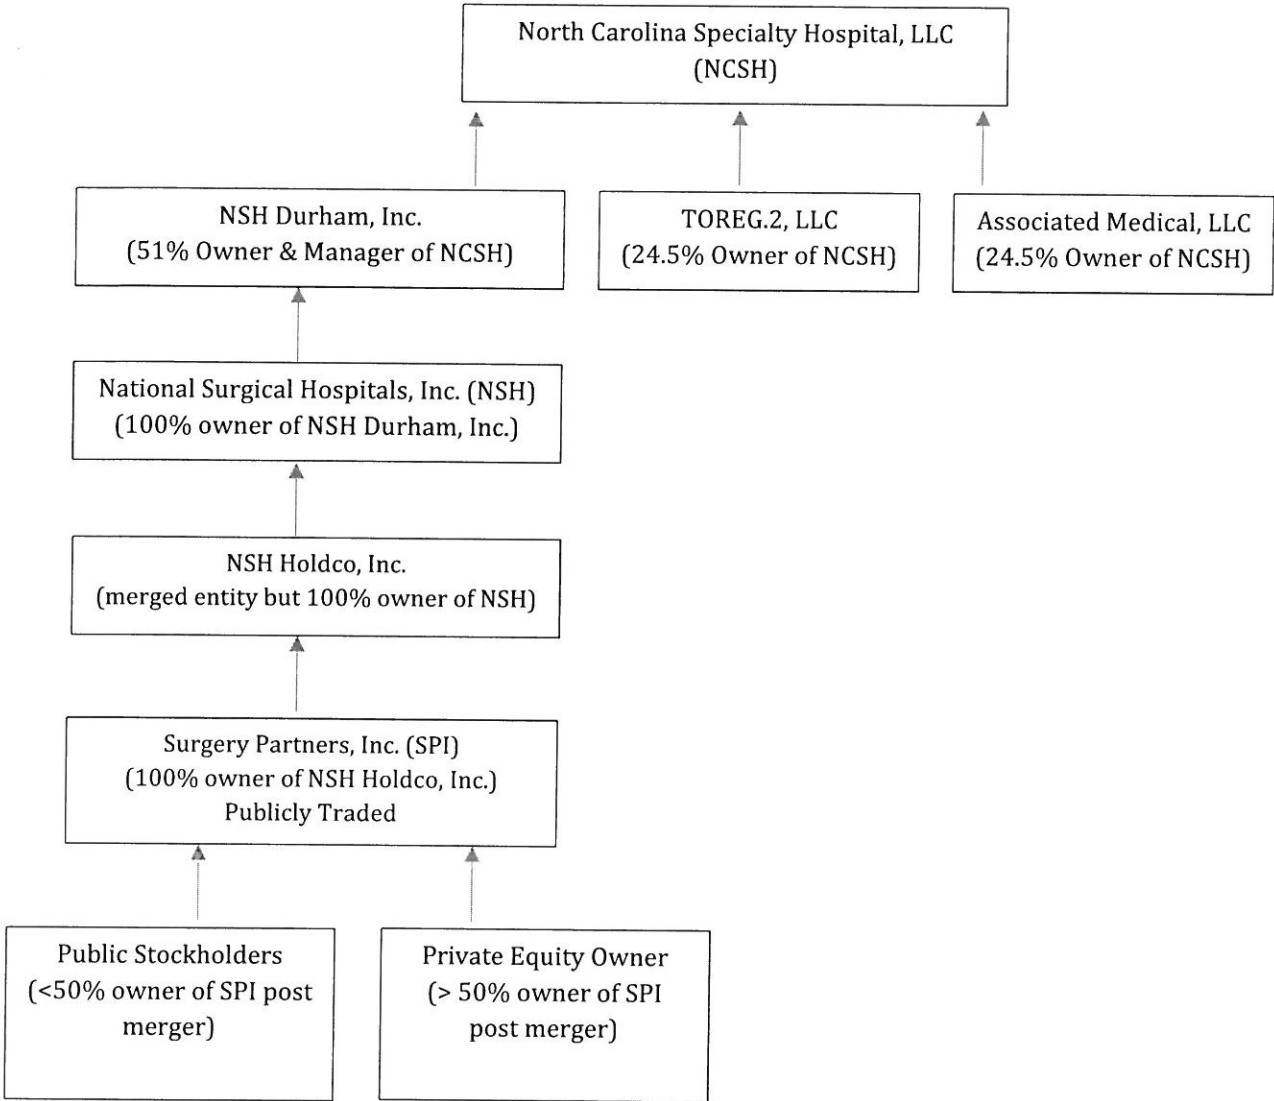 North Carolina Specialty Hospital, LLC
(NCSH)
NSH Durham, Inc.
(51% Owner & Manager of NCSH)
TOREG.2, LLC
(24.5% Owner of NCSH)
Associated Medical, LLC
(24.5% Owner of NCSH)
National Surgical Hospitals, Inc. (NSH)
(100% owner of NSH Durham, Inc.)
NSH Holdco, Inc.
(merged entity but 100% owner of NSH)
Surgery Partners, Inc. (SPI)
(100% owner of NSH Holdco, Inc.)
Publicly Traded
Public Stockholders
(<50% owner of SPI post
merger)
Private Equity Owner
(> 50% owner of SPI
post merger)